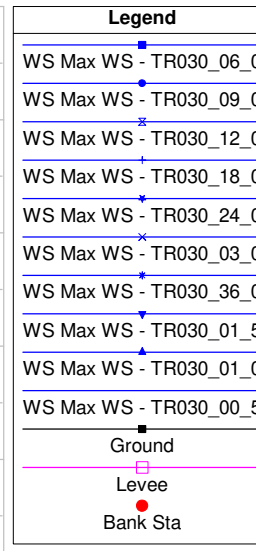 Legend
WS Max WS - TR030_06_0
WS Max WS - TR030_09_0
WS Max WS - TR030_12_0
WS Max WS - TR030_18_0
WS Max WS - TR030_24_0
WS Max WS - TR030_03_0
WS Max WS - TR030_36_0
WS Max WS - TR030_01_5
WS Max WS - TR030_01_0
WS Max WS - TR030_00_5
Ground
Levee
Bank Sta